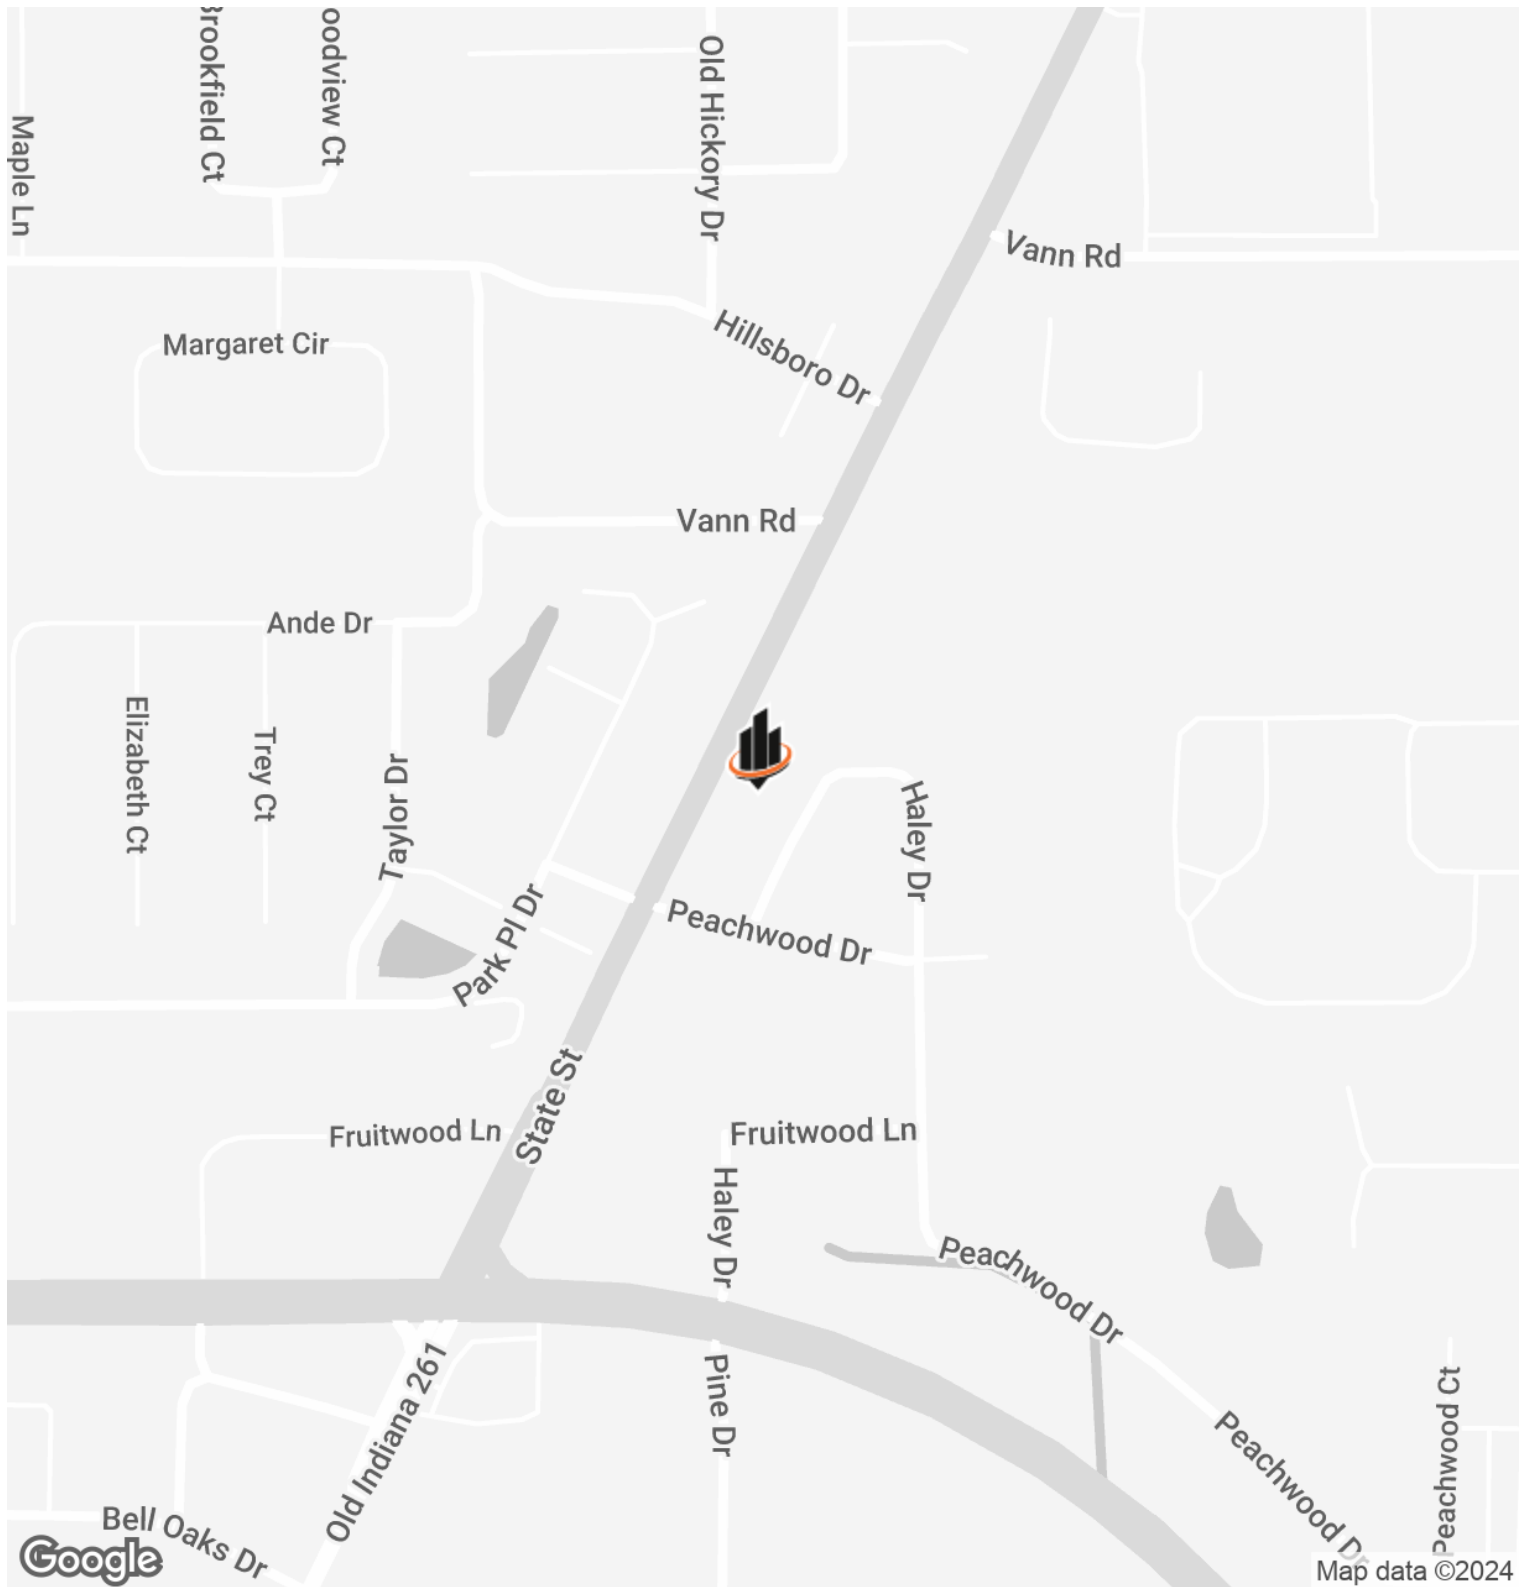 Brookfield Ct
oodview Ct
Old Hickory Dr
Maple Ln
Vann Rd
Margaret Cir
Hillsboro Dr
Vann Rd
Ande Dr
Elizabeth Ct
Trey Ct
Taylor Dr
Haley Dr
Park Pl Dr
Peachwood Dr
State St
Fruitwood Ln
Fruitwood Ln
Haley Dr
Peachwood Dr
Old Indiana 261
Pine Dr
Peachwood Ct
Peachwood Dr
Bell Oaks Dr
Google
Map data ©2024